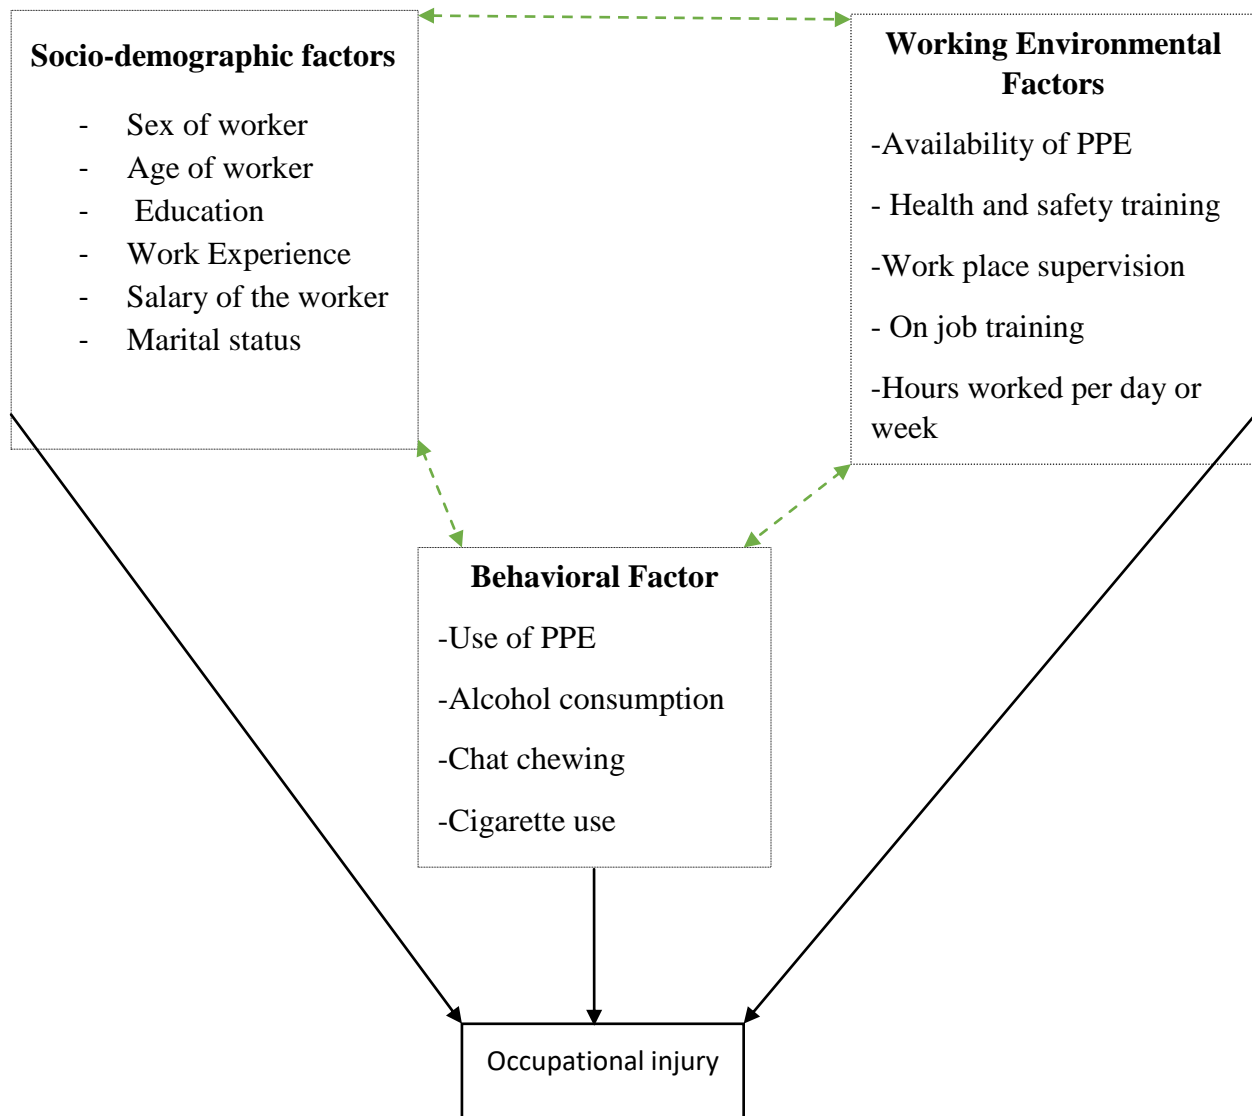 Socio-demographic factors
- Sex of worker
- Age of worker
- Education
- Work Experience
- Salary of the worker
- Marital status
Working Environmental
Factors
-Availability of PPE
- Health and safety training
-Work place supervision
- On job training
-Hours worked per day or
week
Behavioral Factor
-Use of PPE
-Alcohol consumption
-Chat chewing
-Cigarette use
Occupational injury